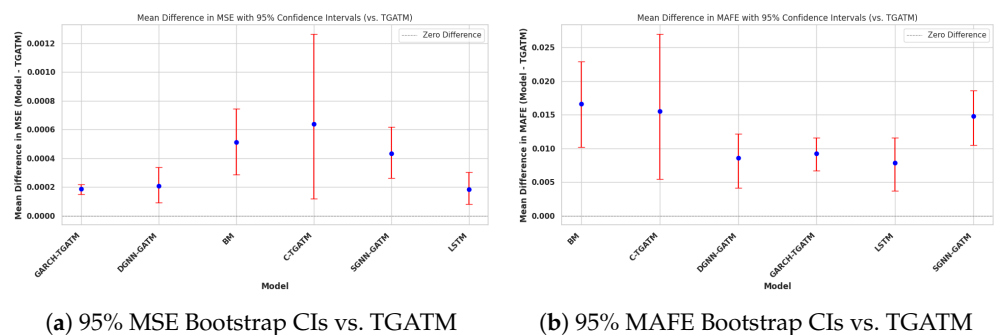 Mean Difference in MSE with 95% Confidence Intervals (vs. TGATM)
Zero Difference
Mean Difference in MSE (Model - TGATM)
0.0012
0.0010
0.0008
0.0006
0.0004
0.0002
0.0000
GARCH-TGATM
DGNN-GATM
BM
C-TGATM
SGNN-GATM
LSTM
Model
(a) 95% MSE Bootstrap CIs vs. TGATM
Mean Difference in MAFE with 95% Confidence Intervals (vs. TGATM)
Zero Difference
Mean Difference in MAFE (Model - TGATM)
0.025
0.020
0.015
0.010
0.005
0.000
BM
C-TGATM
DGNN-GATM
GARCH-TGATM
LSTM
SGNN-GATM
Model
(b) 95% MAFE Bootstrap CIs vs. TGATM